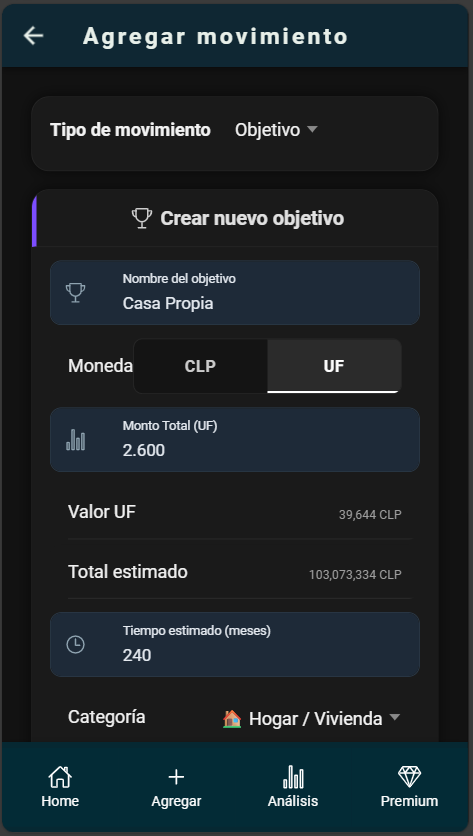 Agregar movimiento
Tipo de movimiento Objetivo
Crear nuevo objetivo
Nombre del objetivo
Casa Propia
Moneda CLP UF
Monto Total (UF)
2.600
Valor UF 39,644 CLP
Total estimado 103,073,334 CLP
Tiempo estimado (meses)
240
Categoría Hogar / Vivienda
Home Agregar Análisis Premium